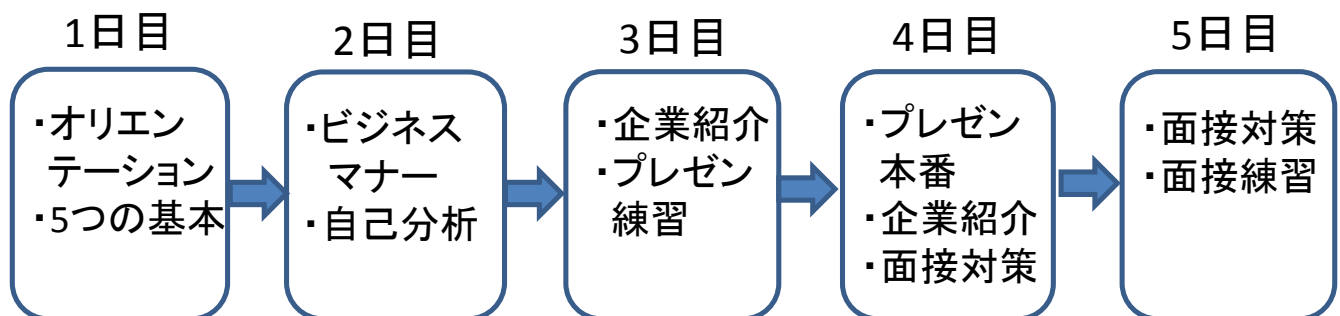 1日目
・オリエン
テーション
・5つの基本
2日目
・ビジネス
マナー
・自己分析
3日目
・企業紹介
・プレゼン
練習
4日目
・プレゼン
本番
・企業紹介
・面接対策
5日目
・面接対策
・面接練習